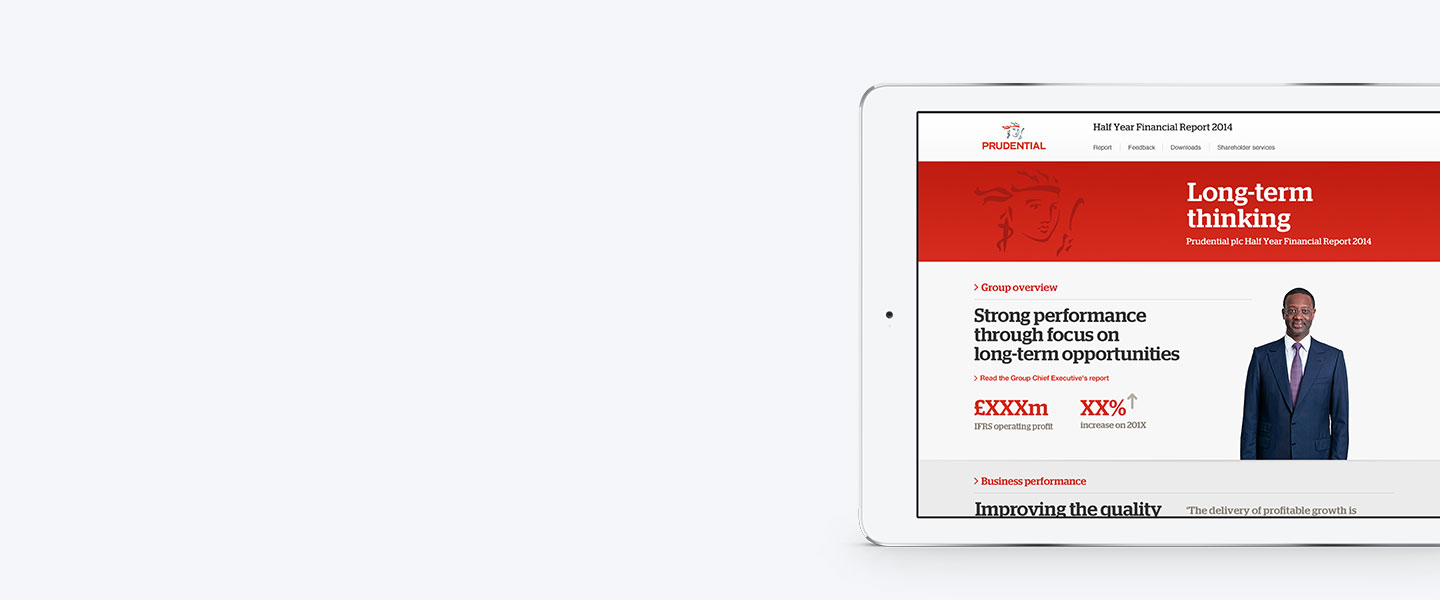 PRUDENTIAL
Half Year Financial Report 2014
Report
Feedback
Downloads
Shareholder services
Long-term
thinking
Prudential plc Half Year Financial Report 2014
Group overview
Strong performance
through focus on
long-term opportunities
Read the Group Chief Executive's report
£XXXm
IFRS operating profit
XX%
increase on 201X
Business performance
Improving the quality
'The delivery of profitable growth is